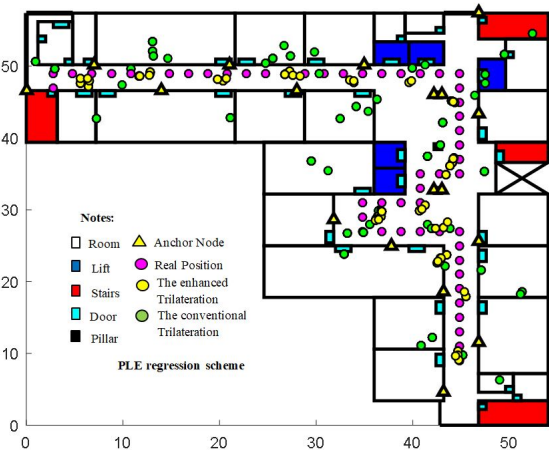 50
40
30
20
10
0
Notes:
Room
Lift
Stairs
Door
Pillar
Anchor Node
Real Position
The enhanced
Trilateration
The conventional
Trilateration
PLE regression scheme
0 10 20 30 40 50